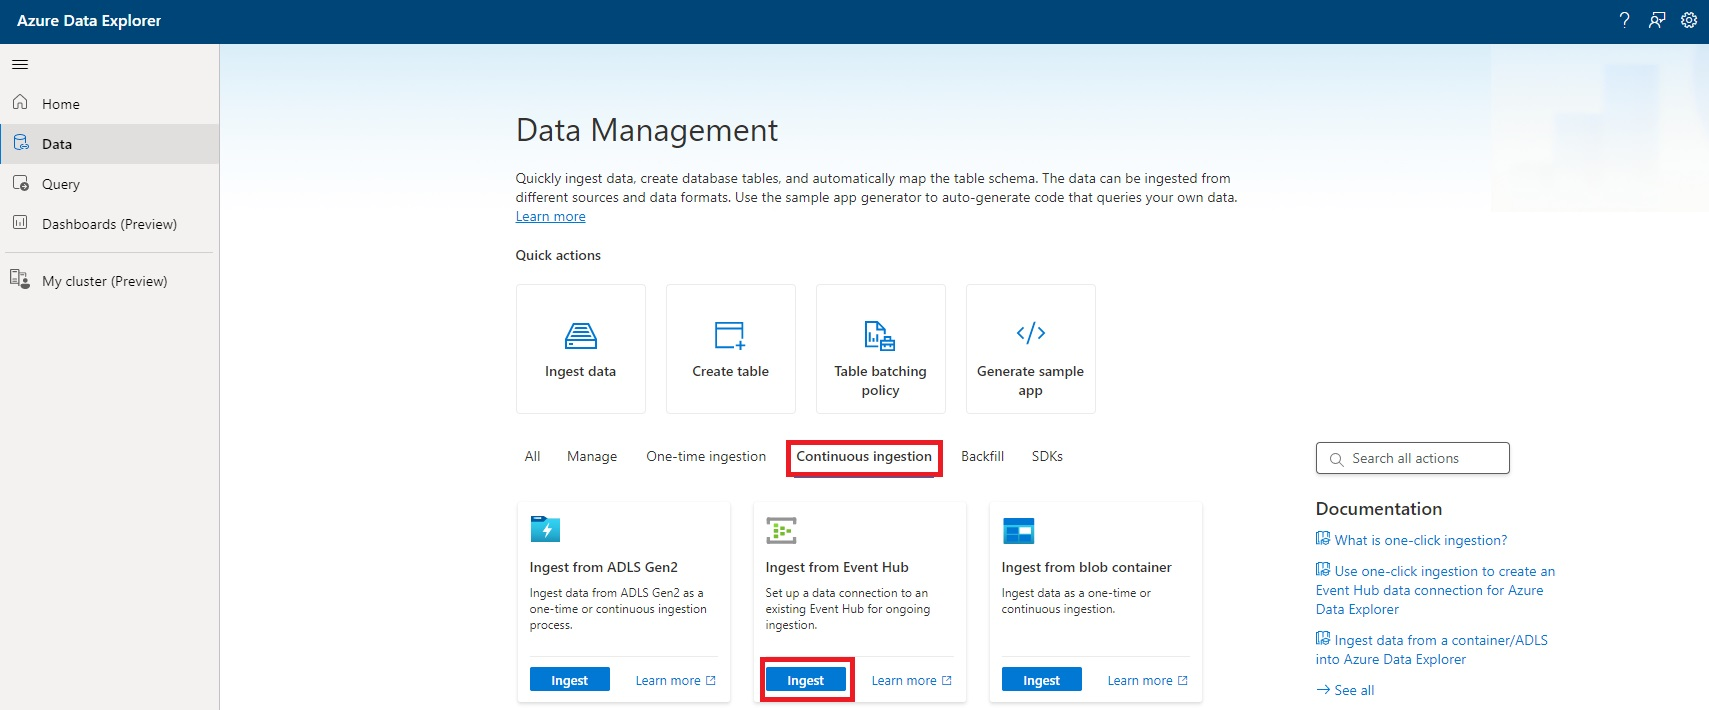 Azure Data Explorer
?
Home
Data
Query
Dashboards (Preview)
My cluster (Preview)
Data Management
Quickly ingest data, create database tables, and automatically map the table schema. The data can be ingested from
different sources and data formats. Use the sample app generator to auto-generate code that queries your own data.
Learn more
Quick actions
Ingest data
Create table
Table batching
policy
Generate sample
app
All
Manage
One-time ingestion
Continuous ingestion
Backfill
SDKs
Ingest from ADLS Gen2
Ingest data from ADLS Gen2 as a
one-time or continuous ingestion
process.
Ingest
Learn more
Ingest from Event Hub
Set up a data connection to an
existing Event Hub for ongoing
ingestion.
Ingest
Learn more
Ingest from blob container
Ingest data as a one-time or
continuous ingestion.
Ingest
Learn more
Search all actions
Documentation
What is one-click ingestion?
Use one-click ingestion to create an
Event Hub data connection for Azure
Data Explorer
Ingest data from a container/ADLS
into Azure Data Explorer
See all